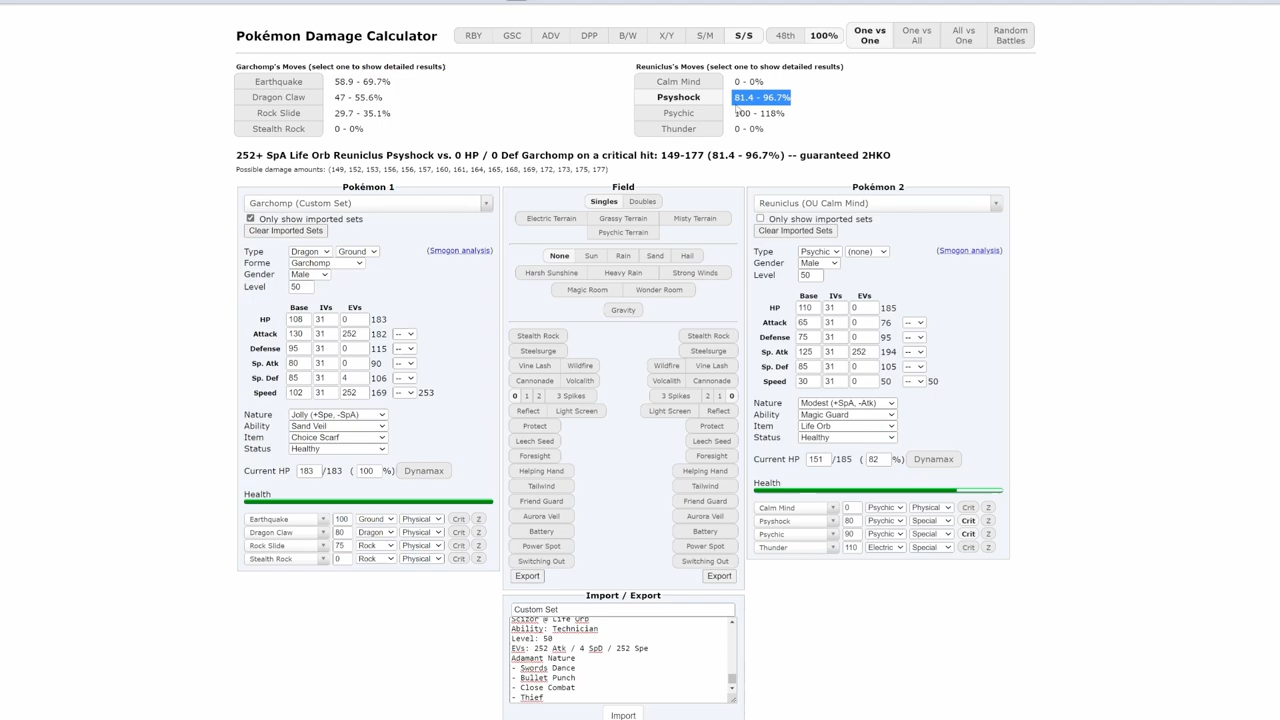 Pokémon Damage Calculator RBY GSC ADV DPP B/W X/Y S/M S/S 48th 100% One vs One One vs All All vs One Random Battles
Garchomp's Moves (select one to show detailed results)
Earthquake 58.9 - 69.7%
Dragon Claw 47 - 55.6%
Rock Slide 29.7 - 35.1%
Stealth Rock 0 - 0%
Reuniclus's Moves (select one to show detailed results)
Calm Mind 0 - 0%
Psyshock 81.4 - 96.7%
Psychic 100 - 118%
Thunder 0 - 0%
252+ SpA Life Orb Reuniclus Psyshock vs. 0 HP / 0 Def Garchomp on a critical hit: 149-177 (81.4 - 96.7%) -- guaranteed 2HKO
Possible damage amounts: (149, 152, 153, 156, 156, 157, 160, 161, 164, 165, 168, 169, 172, 173, 175, 177)
Pokémon 1
Garchomp (Custom Set)
Only show imported sets
Clear Imported Sets
Type Dragon Ground (Smogon analysis)
Forme Garchomp
Gender Male
Level 50
Base IVs EVs
HP 108 31 0 183
Attack 130 31 252 182 --
Defense 95 31 0 115 --
Sp. Atk 80 31 0 90 --
Sp. Def 85 31 4 106 --
Speed 102 31 252 169 -- 253
Nature Jolly (+Spe, -SpA)
Ability Sand Veil
Item Choice Scarf
Status Healthy
Current HP 183 /183 ( 100 %) Dynamax
Health
Earthquake 100 Ground Physical Crit Z
Dragon Claw 80 Dragon Physical Crit Z
Rock Slide 75 Rock Physical Crit Z
Stealth Rock 0 Rock Physical Crit Z
Field
Singles Doubles
Electric Terrain Grassy Terrain Misty Terrain
Psychic Terrain
None Sun Rain Sand Hail
Harsh Sunshine Heavy Rain Strong Winds
Magic Room Wonder Room
Gravity
Stealth Rock Stealth Rock
Steelsurge Steelsurge
Vine Lash Wildfire Wildfire Vine Lash
Cannonade Volcalith Volcalith Cannonade
0 1 2 3 Spikes 3 Spikes 2 1 0
Reflect Light Screen Light Screen Reflect
Protect Protect
Leech Seed Leech Seed
Foresight Foresight
Helping Hand Helping Hand
Tailwind Tailwind
Friend Guard Friend Guard
Aurora Veil Aurora Veil
Battery Battery
Power Spot Power Spot
Switching Out Switching Out
Export Export
Import / Export
Custom Set
Scizor @ Life Orb
Ability: Technician
Level: 50
EVs: 252 Atk / 4 SpD / 252 Spe
Adamant Nature
- Swords Dance
- Bullet Punch
- Close Combat
- Thief
Import
Pokémon 2
Reuniclus (OU Calm Mind)
Only show imported sets
Clear Imported Sets
Type Psychic (none) (Smogon analysis)
Gender Male
Level 50
Base IVs EVs
HP 110 31 0 185
Attack 65 31 0 76 --
Defense 75 31 0 95 --
Sp. Atk 125 31 252 194 --
Sp. Def 85 31 0 105 --
Speed 30 31 0 50 -- 50
Nature Modest (+SpA, -Atk)
Ability Magic Guard
Item Life Orb
Status Healthy
Current HP 151 /185 ( 82 %) Dynamax
Health
Calm Mind 0 Psychic Physical Crit Z
Psyshock 80 Psychic Special Crit Z
Psychic 90 Psychic Special Crit Z
Thunder 110 Electric Special Crit Z